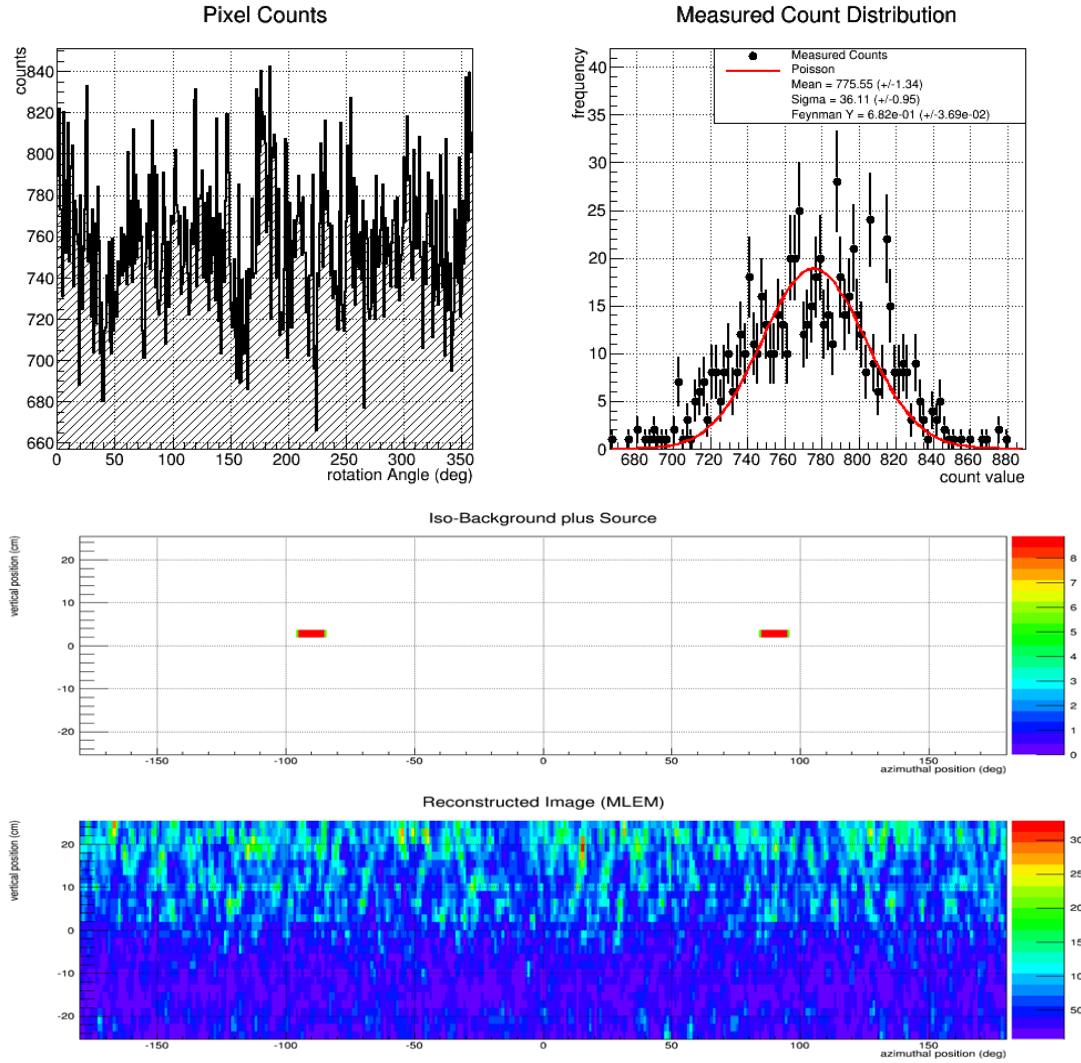 Pixel Counts
counts
840
820
800
780
760
740
720
700
680
660
0 50 100 150 200 250 300 350
rotation Angle (deg)
Measured Count Distribution
frequency
40
35
30
25
20
15
10
5
0
Measured Counts
Poisson
Mean = 775.55 (+/-1.34)
Sigma = 36.11 (+/-0.95)
Feynman Y = 6.82e-01 (+/-3.69e-02)
680 700 720 740 760 780 800 820 840 860 880
count value
Iso-Background plus Source
vertical position (cm)
20
10
0
-10
-20
-150 -100 -50 0 50 100 150
azimuthal position (deg)
8
7
6
5
4
3
2
1
0
Reconstructed Image (MLEM)
vertical position (cm)
20
10
0
-10
-20
-150 -100 -50 0 50 100 150
azimuthal position (deg)
50